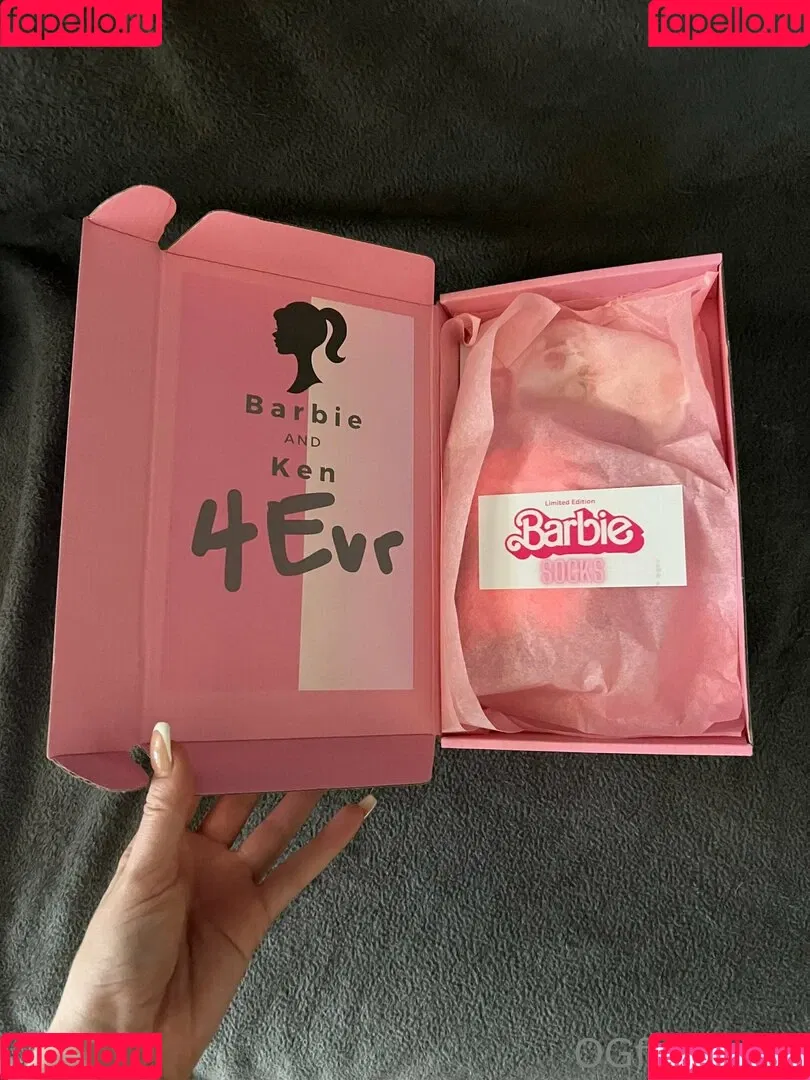 fapello.ru
fapello.ru
Barbie
AND
Ken
4Evr
Limited Edition
Barbie
SOCKS
fapello.ru
fapello.ru